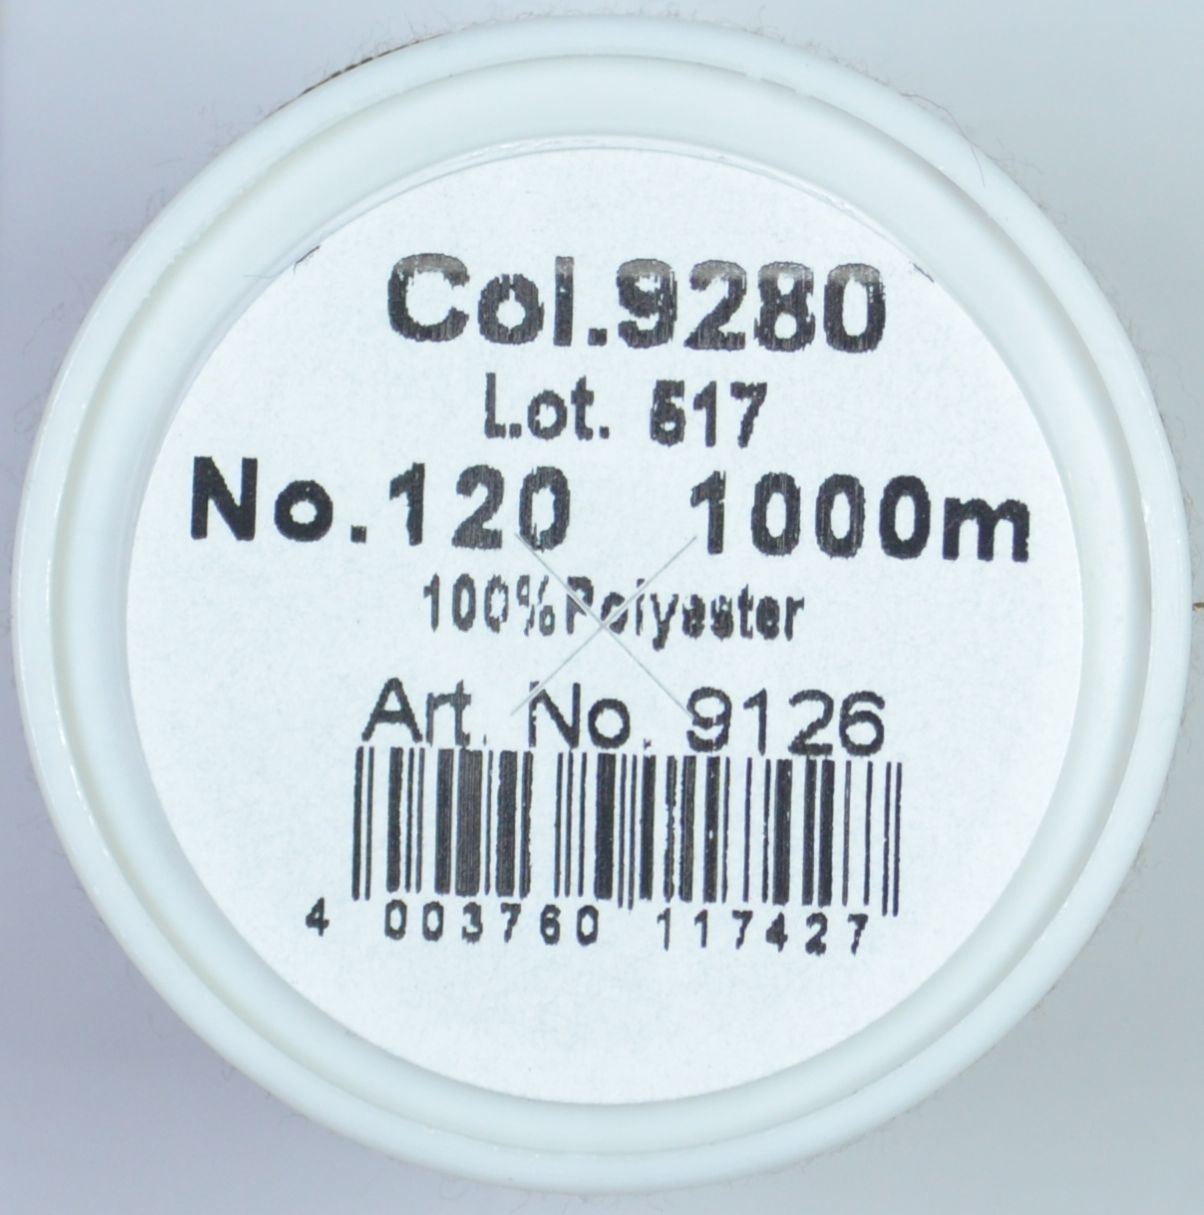 Col.9280
Lot. 517
No.120 1000m
100%Polyester
Art. No. 9126
4 003760 117427